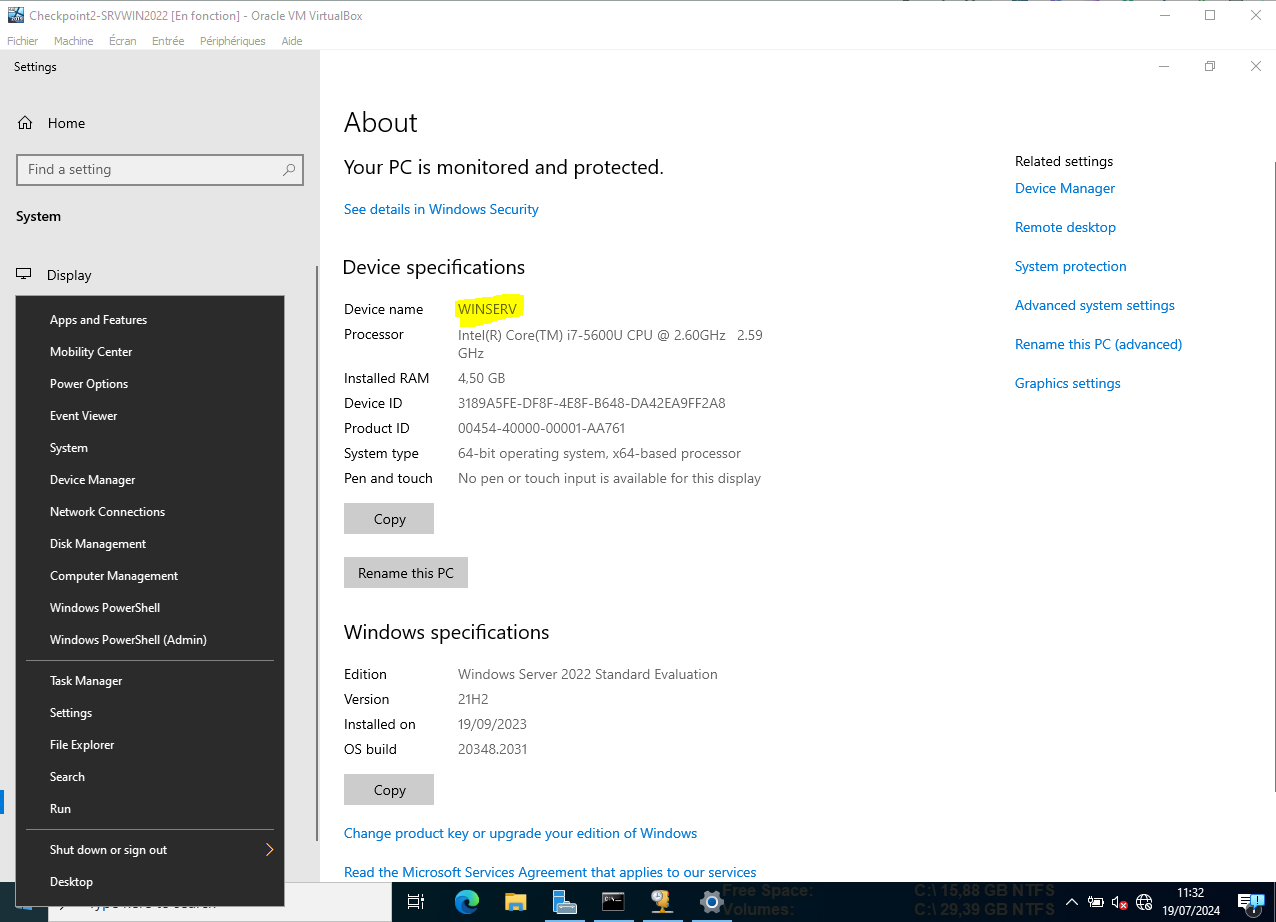 Checkpoint2-SRVWIN2022 [En fonction] - Oracle VM VirtualBox
Fichier Machine Écran Entrée Périphériques Aide
Settings
Home
Find a setting
System
Display
Apps and Features
Mobility Center
Power Options
Event Viewer
System
Device Manager
Network Connections
Disk Management
Computer Management
Windows PowerShell
Windows PowerShell (Admin)
Task Manager
Settings
File Explorer
Search
Run
Shut down or sign out
Desktop
About
Your PC is monitored and protected.
See details in Windows Security
Device specifications
Device name WINSERV
Processor Intel(R) Core(TM) i7-5600U CPU @ 2.60GHz 2.59
GHz
Installed RAM 4,50 GB
Device ID 3189A5FE-DF8F-4E8F-B648-DA42EA9FF2A8
Product ID 00454-40000-00001-AA761
System type 64-bit operating system, x64-based processor
Pen and touch No pen or touch input is available for this display
Copy
Rename this PC
Windows specifications
Edition Windows Server 2022 Standard Evaluation
Version 21H2
Installed on 19/09/2023
OS build 20348.2031
Copy
Change product key or upgrade your edition of Windows
Read the Microsoft Services Agreement that applies to our services
Related settings
Device Manager
Remote desktop
System protection
Advanced system settings
Rename this PC (advanced)
Graphics settings
Type here to search
Free Space: C:\ 15,88 GB NTFS
Volumes: C:\ 29,39 GB NTFS
11:32
19/07/2024
1